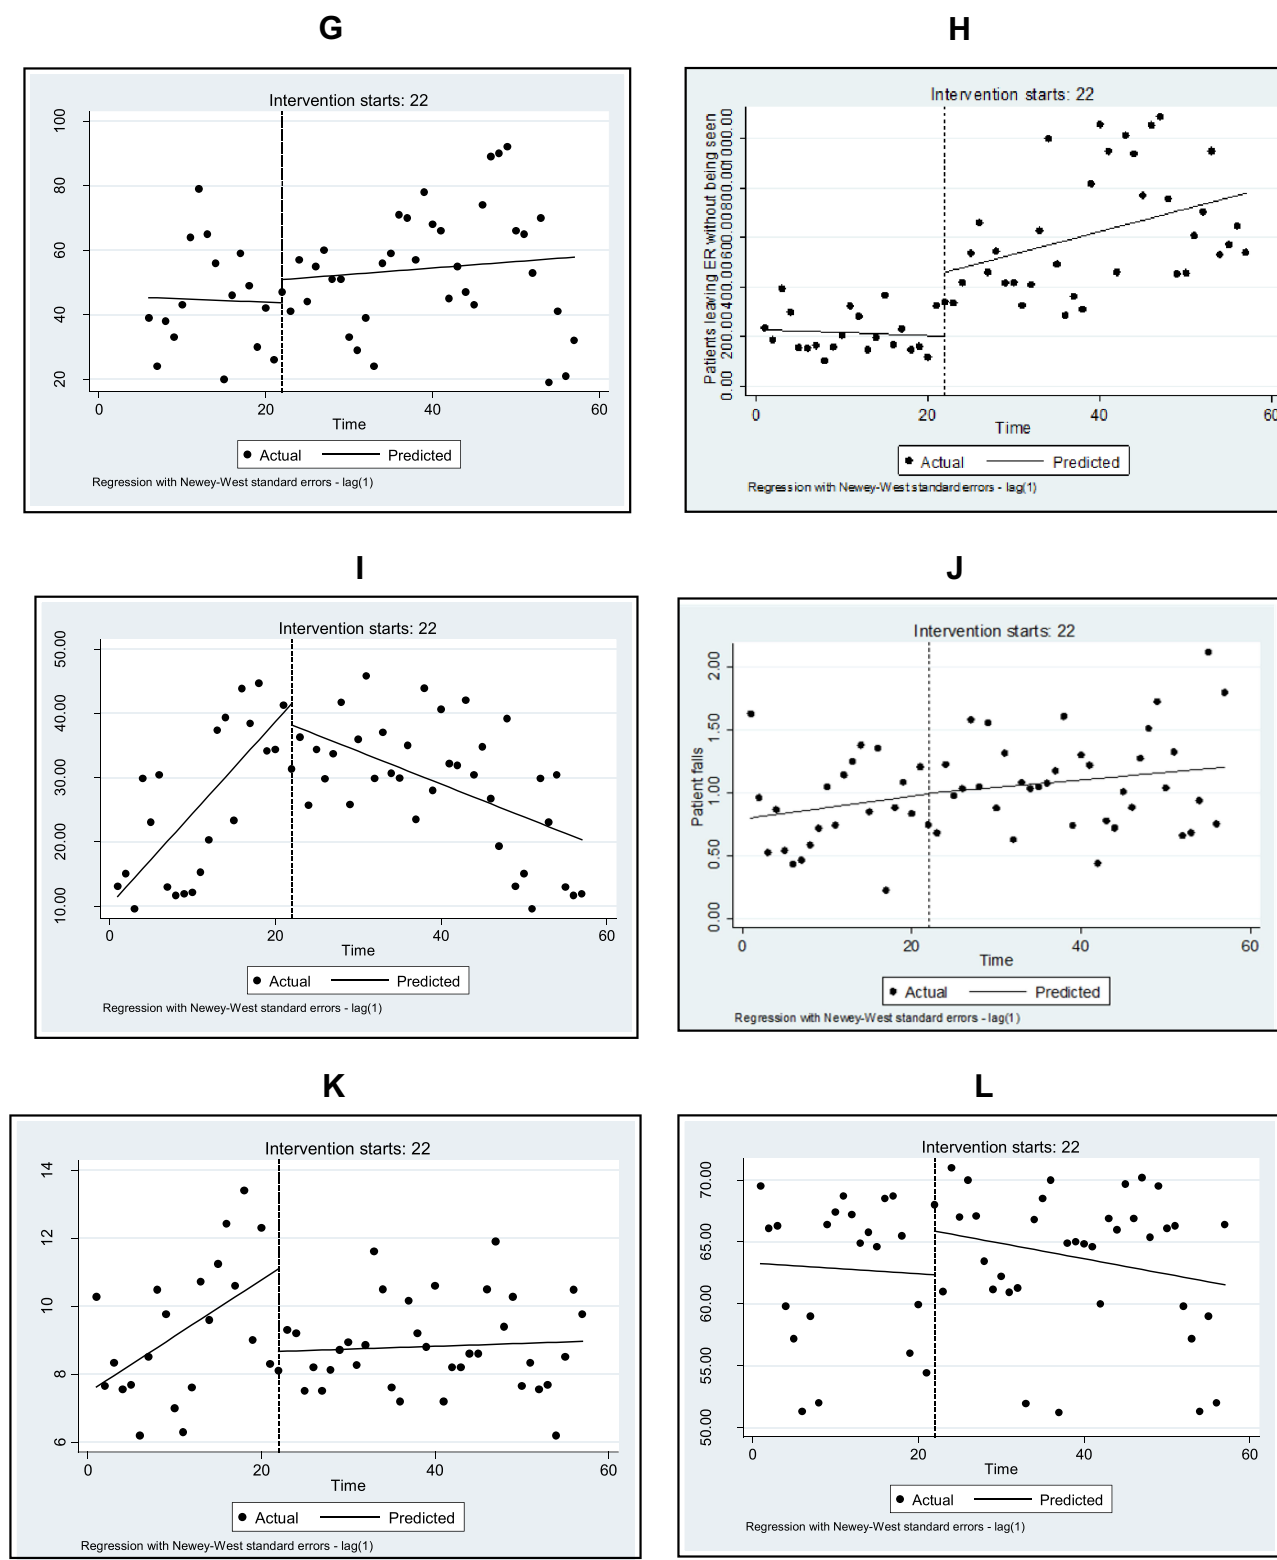 G
H
Intervention starts: 22
100
80
60
40
20
0
20
40
60
Time
Actual
Predicted
Regression with Newey-West standard errors - lag(1)
Intervention starts: 22
Patients leaving ER without being seen
0.00 200.00400.00600.00800.001000.00
0
20
40
60
Time
Actual
Predicted
Regression with Newey-West standard errors - lag(1)
I
J
Intervention starts: 22
50.00
40.00
30.00
20.00
10.00
0
20
40
60
Time
Actual
Predicted
Regression with Newey-West standard errors - lag(1)
Intervention starts: 22
Patient falls
2.00
1.50
1.00
0.50
0.00
0
20
40
60
Time
Actual
Predicted
Regression with Newey-West standard errors - lag(1)
K
L
Intervention starts: 22
14
12
10
8
6
0
20
40
60
Time
Actual
Predicted
Regression with Newey-West standard errors - lag(1)
Intervention starts: 22
70.00
65.00
60.00
55.00
50.00
0
20
40
60
Time
Actual
Predicted
Regression with Newey-West standard errors - lag(1)